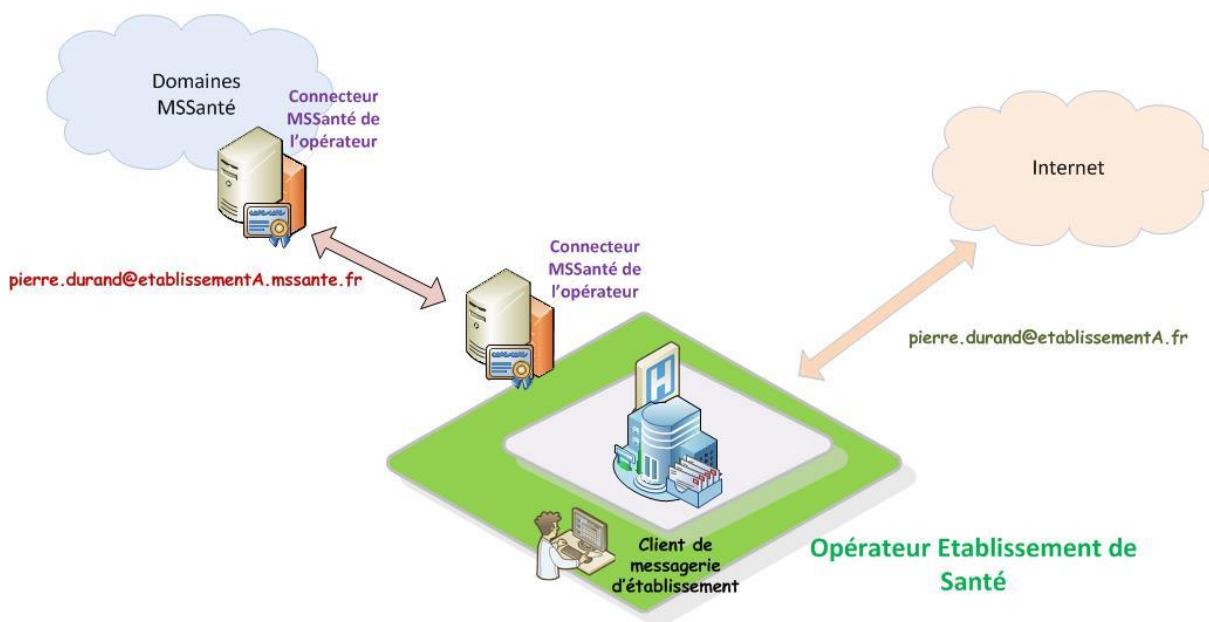 Domaines
MSSanté
Connecteur
MSSanté de
l'opérateur
Internet
pierre.durand@etablissementA.mssante.fr
Connecteur
MSSanté de
l'opérateur
pierre.durand@etablissementA.fr
H
Client de
messagerie
d'établissement
Opérateur Etablissement de
Santé